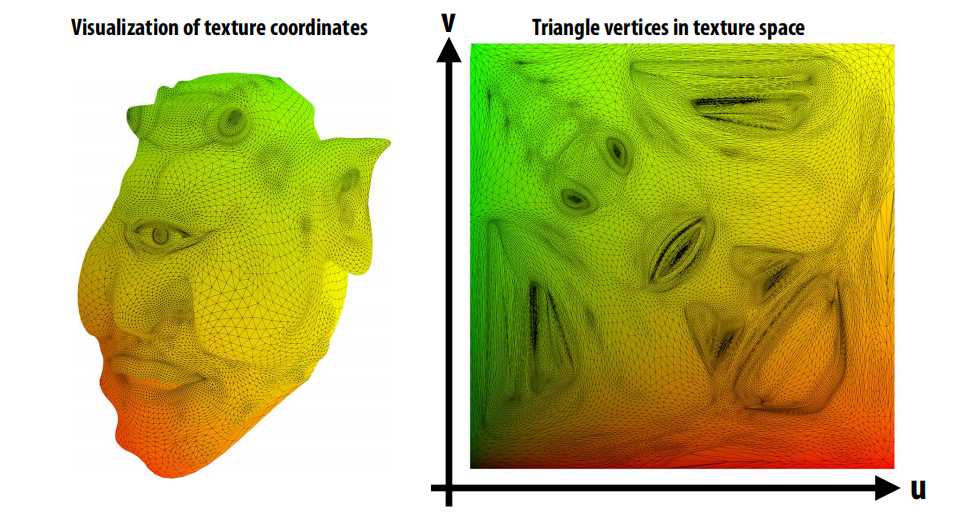 Visualization of texture coordinates
Triangle vertices in texture space
v
u